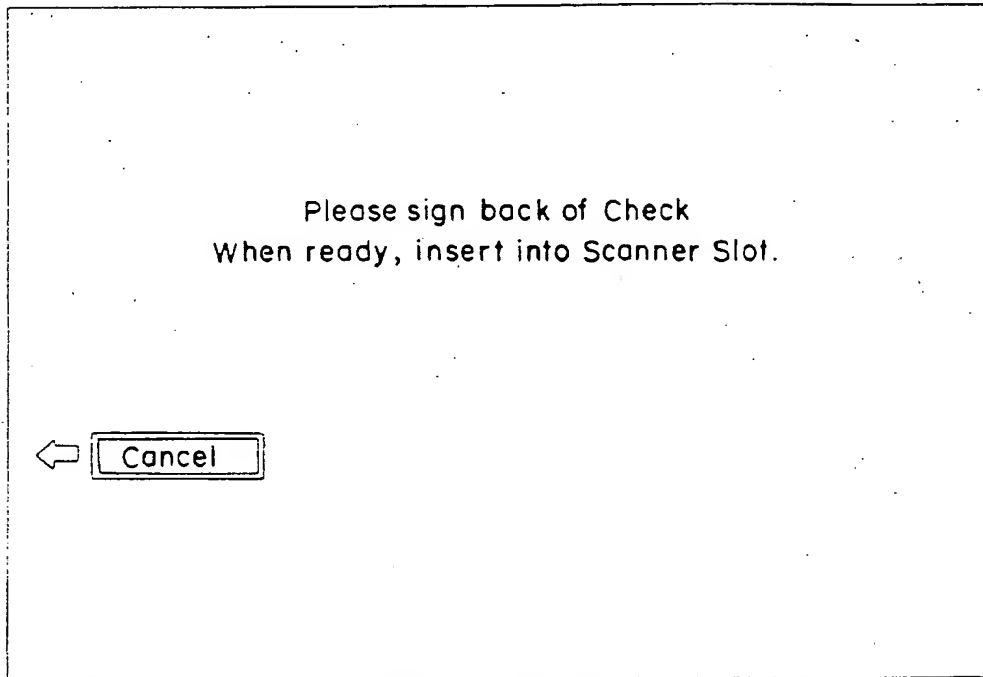 Please sign back of Check
When ready, insert into Scanner Slot.
Cancel